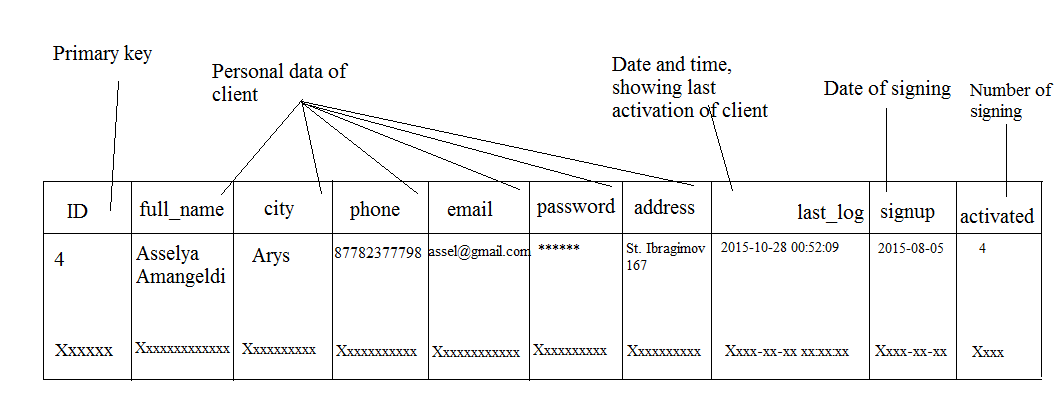 Primary key
Personal data of
client
Date and time,
showing last
activation of client
Date of signing
Number of
signing
ID full_name city phone email password address last_log signup activated
4 Asselya Arys 87782377798 assel@gmail.com ****** St. Ibragimov 2015-10-28 00:52:09 2015-08-05 4
Amangeldi 167
Xxxxxx Xxxxxxxxxxxxx Xxxxxxxxxx Xxxxxxxxxxx Xxxxxxxxxxxx Xxxxxxxxxx Xxxxxxxxxx Xxxx-xx-xx xx:xx:xx Xxxx-xx-xx Xxxx